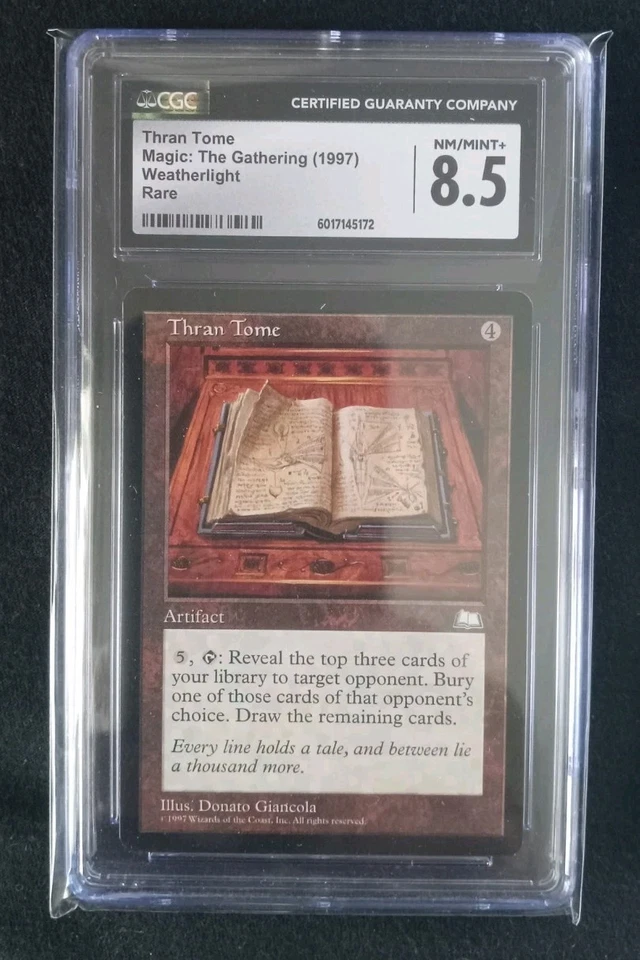 CGC
CERTIFIED GUARANTY COMPANY
Thran Tome
Magic: The Gathering (1997)
Weatherlight
Rare
NM/MINT+
8.5
6017145172
Thran Tome
4
Artifact
5, : Reveal the top three cards of
your library to target opponent. Bury
one of those cards of that opponent's
choice. Draw the remaining cards.
Every line holds a tale, and between lie
a thousand more.
Illus. Donato Giancola
© 1997 Wizards of the Coast, Inc. All rights reserved.